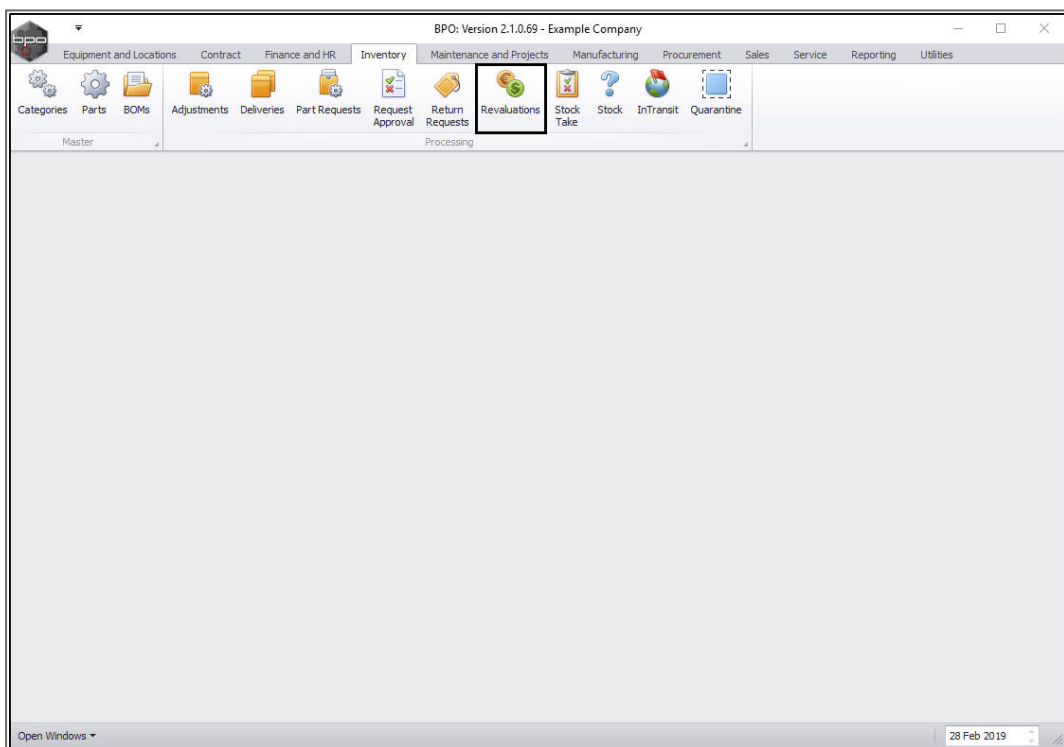 BPO: Version 2.1.0.69 - Example Company
bpo
Equipment and Locations Contract Finance and HR Inventory Maintenance and Projects Manufacturing Procurement Sales Service Reporting Utilities
Categories Parts BOMs Adjustments Deliveries Part Requests Request Approval Return Requests Revaluations Stock Take Stock InTransit Quarantine
Master Processing
Open Windows 28 Feb 2019